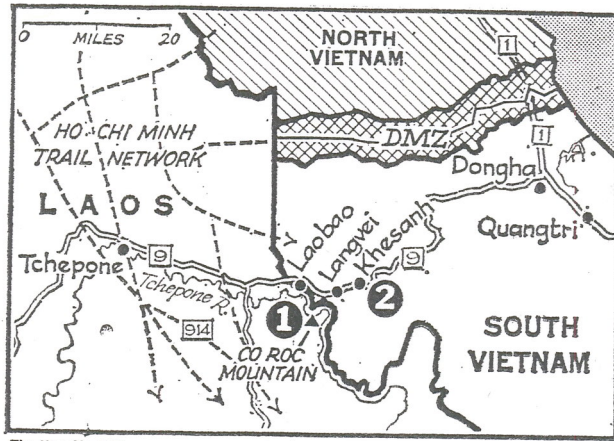 0 MILES 20
NORTH
VIETNAM
1
HO CHI MINH
TRAIL NETWORK
DMZ
1
Dongha
LAOS
Laobao
Langvei
Khesanh
9
Quangtri
Tchepone
9
Tchepone R.
2
1
914
CO ROC
MOUNTAIN
SOUTH
VIETNAM